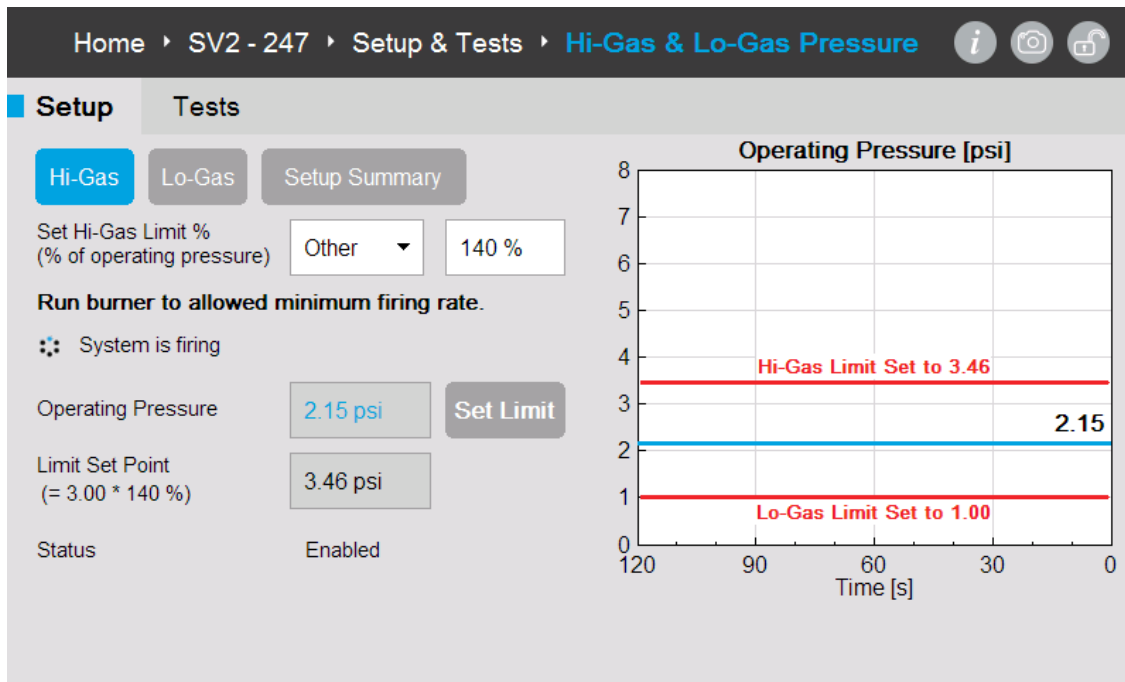 Home ‣ SV2 - 247 ‣ Setup & Tests ‣ Hi-Gas & Lo-Gas Pressure i
Setup Tests
Hi-Gas Lo-Gas Setup Summary
Set Hi-Gas Limit %
(% of operating pressure)
Other 140 %
Run burner to allowed minimum firing rate.
System is firing
Operating Pressure 2.15 psi Set Limit
Limit Set Point
(= 3.00 * 140 %)
3.46 psi
Status Enabled
Operating Pressure [psi]
8
7
6
5
4
Hi-Gas Limit Set to 3.46
3
2.15
2
1
Lo-Gas Limit Set to 1.00
0
120 90 60 30 0
Time [s]